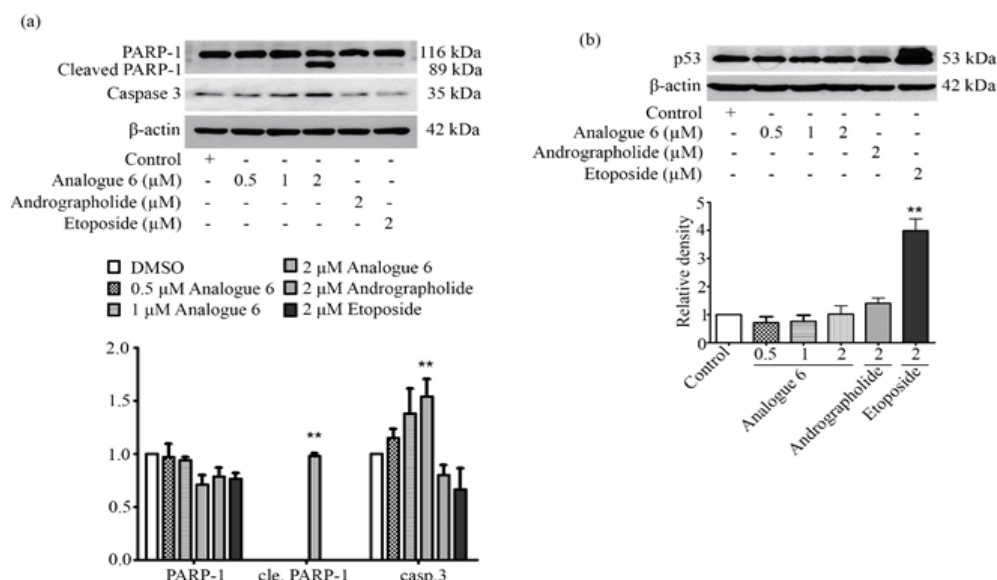 (a)
PARP-1 116 kDa
Cleaved PARP-1 89 kDa
Caspase 3 35 kDa
β-actin 42 kDa
Control + - - - - -
Analogue 6 (µM) - 0.5 1 2 - -
Andrographolide (µM) - - - - 2 -
Etoposide (µM) - - - - - 2
DMSO
0.5 µM Analogue 6
1 µM Analogue 6
2 µM Analogue 6
2 µM Andrographolide
2 µM Etoposide
2.0
1.5
1.0
0.5
0.0
**
**
PARP-1 cle. PARP-1 casp.3
(b)
p53 53 kDa
β-actin 42 kDa
Control + - - - - -
Analogue 6 (µM) - 0.5 1 2 - -
Andrographolide (µM) - - - - 2 -
Etoposide (µM) - - - - - 2
Relative density
5
4
2
1
0
**
0.5 1 2 2 2
Control
Analogue 6
Andrographolide
Etoposide